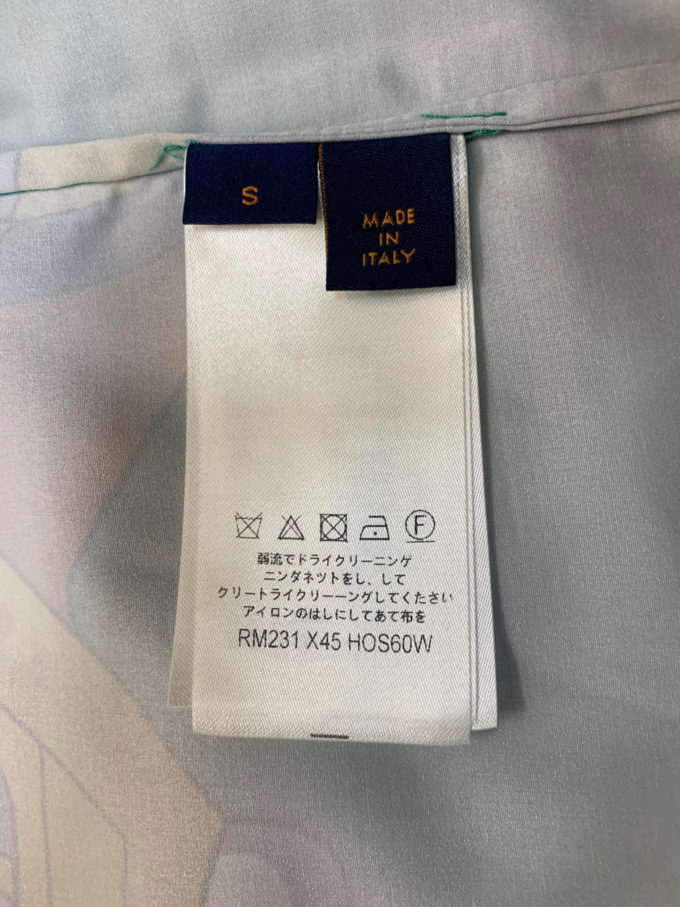 S
MADE
IN
ITALY
F
弱流でドライクリーニンゲ
ニンダネツトをし、して
クリートライクリーーングしてください
アイロンのはしにしてあて布を
RM231 X45 HOS60W